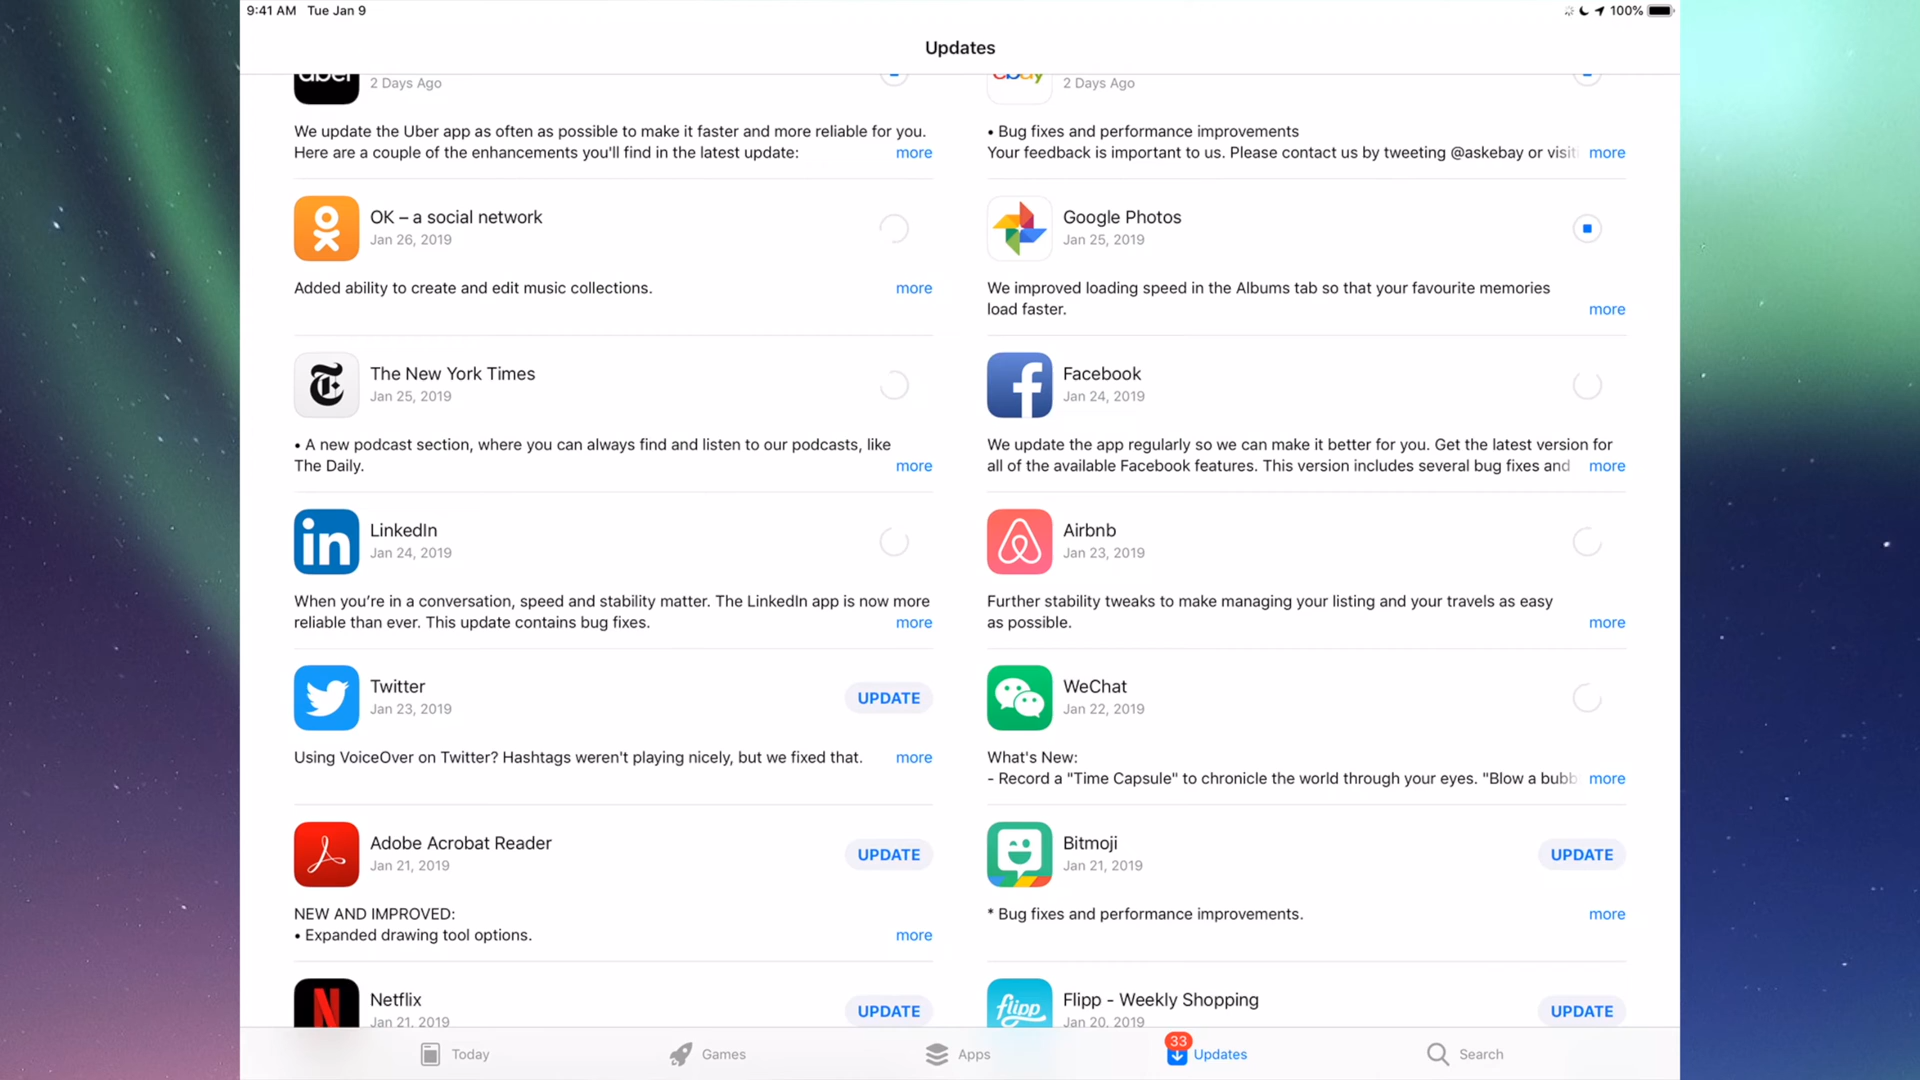 9:41 AM Tue Jan 9
100%
Updates
Uber
2 Days Ago
We update the Uber app as often as possible to make it faster and more reliable for you.
Here are a couple of the enhancements you'll find in the latest update:
more
ebay
2 Days Ago
• Bug fixes and performance improvements
Your feedback is important to us. Please contact us by tweeting @askebay or visit
more
OK – a social network
Jan 26, 2019
Added ability to create and edit music collections.
more
Google Photos
Jan 25, 2019
We improved loading speed in the Albums tab so that your favourite memories
load faster.
more
The New York Times
Jan 25, 2019
• A new podcast section, where you can always find and listen to our podcasts, like
The Daily.
more
Facebook
Jan 24, 2019
We update the app regularly so we can make it better for you. Get the latest version for
all of the available Facebook features. This version includes several bug fixes and
more
in
LinkedIn
Jan 24, 2019
When you’re in a conversation, speed and stability matter. The LinkedIn app is now more
reliable than ever. This update contains bug fixes.
more
Airbnb
Jan 23, 2019
Further stability tweaks to make managing your listing and your travels as easy
as possible.
more
Twitter
Jan 23, 2019
UPDATE
Using VoiceOver on Twitter? Hashtags weren't playing nicely, but we fixed that.
more
WeChat
Jan 22, 2019
What's New:
- Record a "Time Capsule" to chronicle the world through your eyes. "Blow a bubb
more
Adobe Acrobat Reader
Jan 21, 2019
UPDATE
NEW AND IMPROVED:
• Expanded drawing tool options.
more
Bitmoji
Jan 21, 2019
UPDATE
* Bug fixes and performance improvements.
more
Netflix
Jan 21, 2019
UPDATE
flipp
Flipp - Weekly Shopping
Jan 20, 2019
UPDATE
Today
Games
Apps
33
Updates
Search